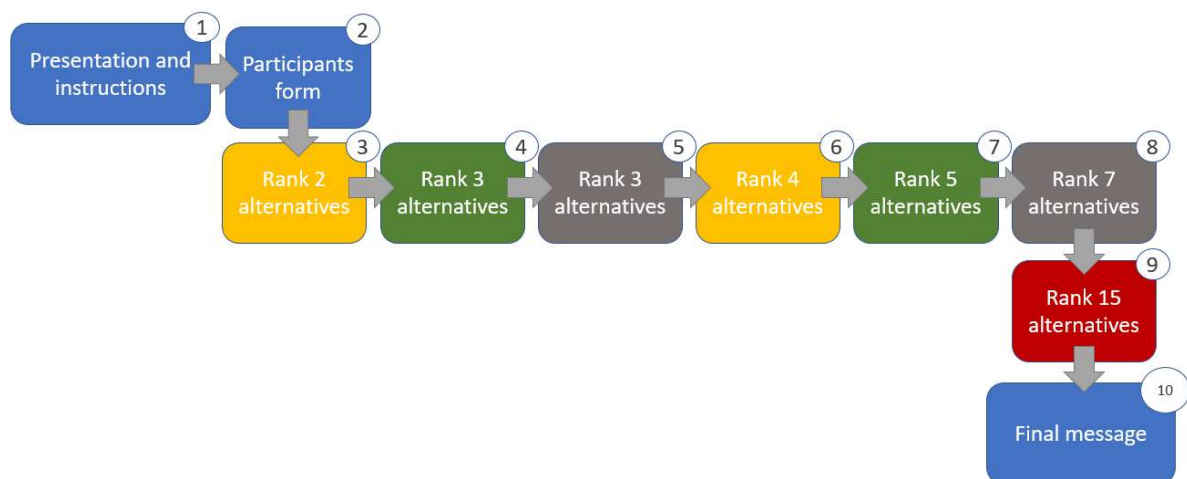 1
Presentation and
instructions
2
Participants
form
3
Rank 2
alternatives
4
Rank 3
alternatives
5
Rank 3
alternatives
6
Rank 4
alternatives
7
Rank 5
alternatives
8
Rank 7
alternatives
9
Rank 15
alternatives
10
Final message